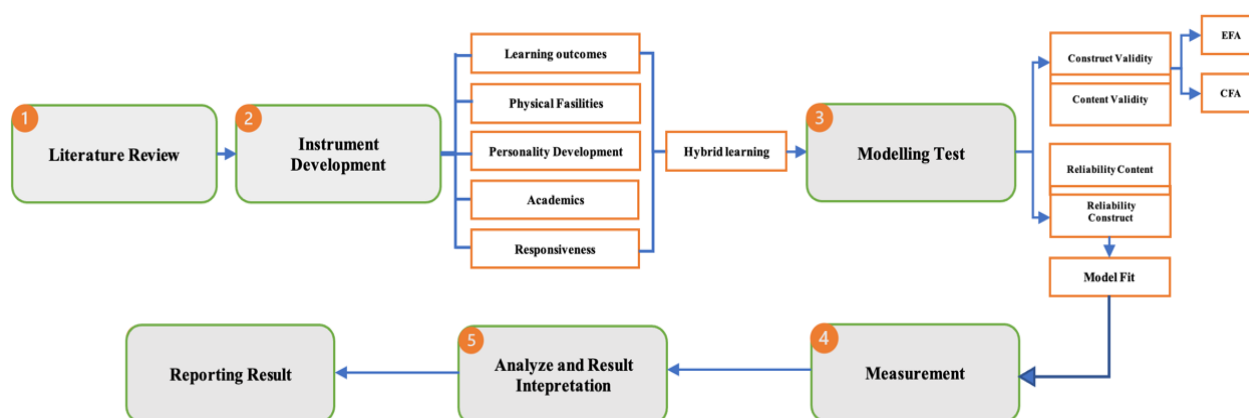 1
Literature Review
2
Instrument
Development
Learning outcomes
Physical Fasilities
Personality Development
Academics
Responsiveness
Hybrid learning
3
Modelling Test
Construct Validity
Content Validity
EFA
CFA
Reliability Content
Reliability
Construct
Model Fit
4
Measurement
5
Analyze and Result
Intepretation
Reporting Result